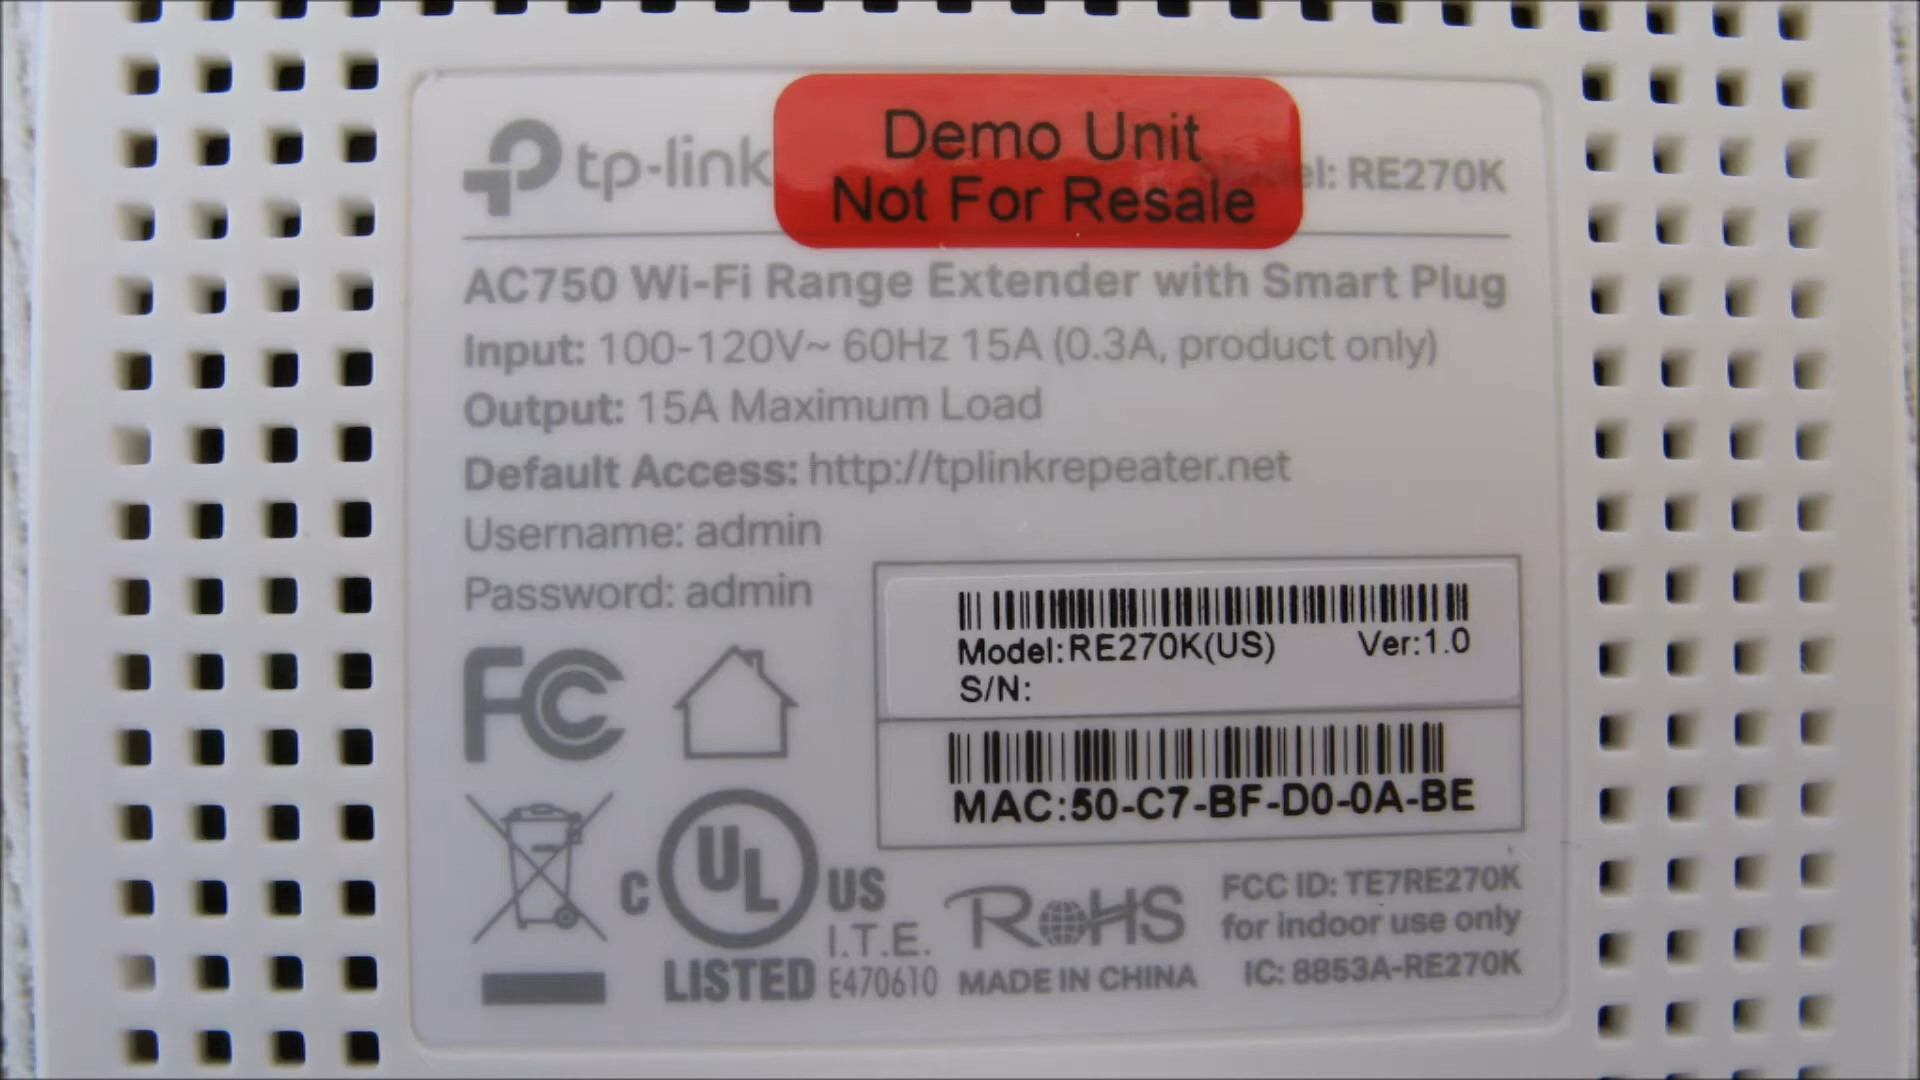 tp-link
Demo Unit
Not For Resale
Model: RE270K
AC750 Wi-Fi Range Extender with Smart Plug
Input: 100-120V~ 60Hz 15A (0.3A, product only)
Output: 15A Maximum Load
Default Access: http://tplinkrepeater.net
Username: admin
Password: admin
Model:RE270K(US) Ver:1.0
S/N:
MAC:50-C7-BF-D0-0A-BE
FC
C UL US
LISTED
I.T.E.
E470610
RoHS
MADE IN CHINA
FCC ID: TE7RE270K
for indoor use only
IC: 8853A-RE270K